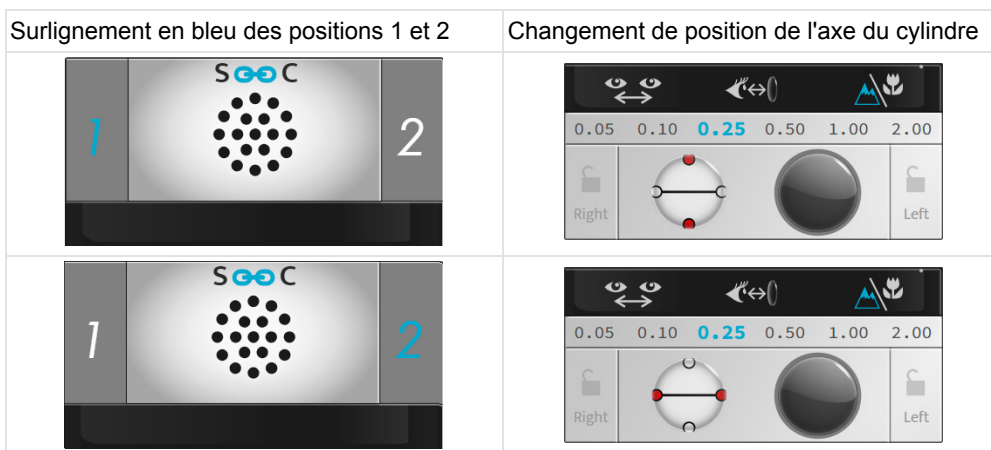 Surlignement en bleu des positions 1 et 2
Changement de position de l'axe du cylindre
S C
1
2
0.05 0.10 0.25 0.50 1.00 2.00
Right
Left
S C
1
2
0.05 0.10 0.25 0.50 1.00 2.00
Right
Left